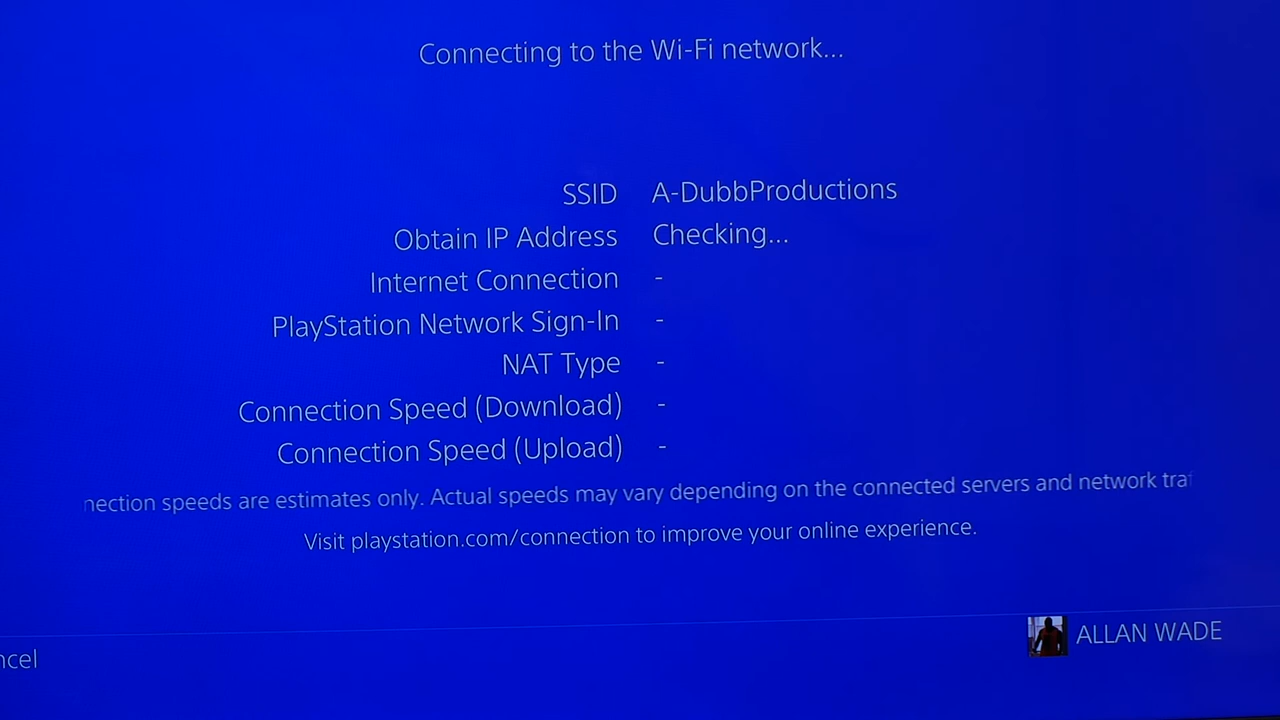 Connecting to the Wi-Fi network...
SSID A-DubbProductions
Obtain IP Address Checking...
Internet Connection -
PlayStation Network Sign-In -
NAT Type -
Connection Speed (Download) -
Connection Speed (Upload) -
nection speeds are estimates only. Actual speeds may vary depending on the connected servers and network traf
Visit playstation.com/connection to improve your online experience.
ALLAN WADE
ncel